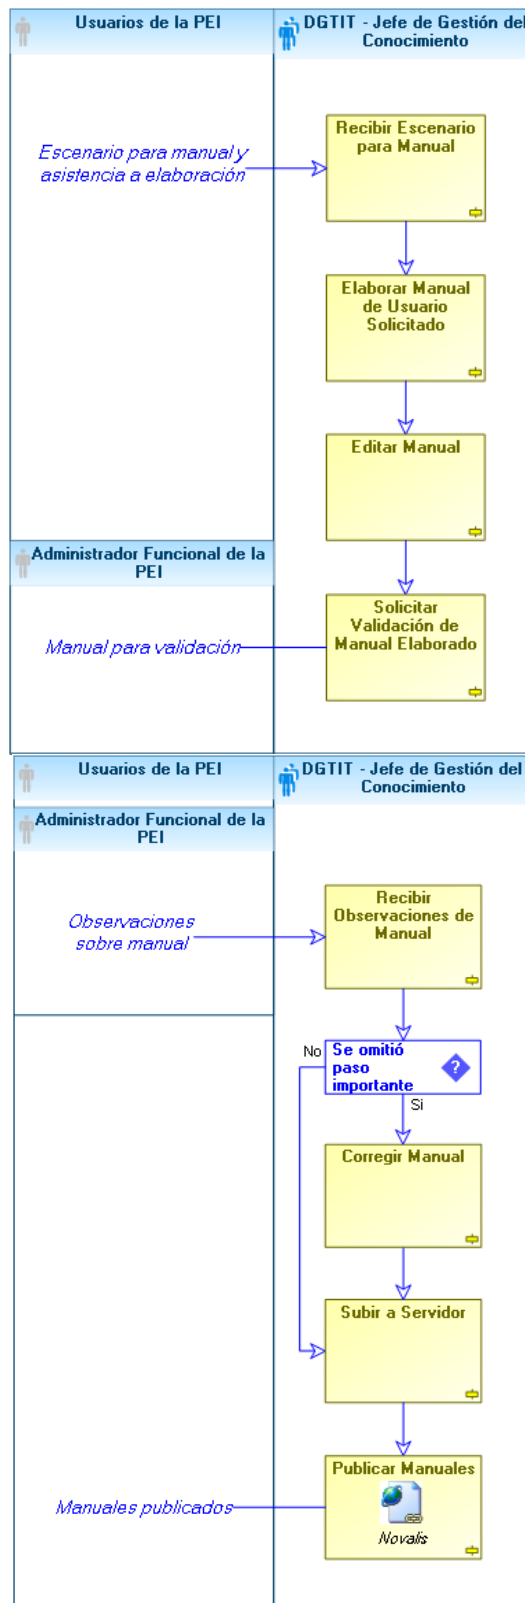 Usuarios de la PEI
DGTIT - Jefe de Gestión del
Conocimiento
Escenario para manual y
asistencia a elaboración
Recibir Escenario
para Manual
Elaborar Manual
de Usuario
Solicitado
Editar Manual
Administrador Funcional de la
PEI
Manual para validación
Solicitar
Validación de
Manual Elaborado
Usuarios de la PEI
DGTIT - Jefe de Gestión del
Conocimiento
Administrador Funcional de la
PEI
Observaciones
sobre manual
Recibir
Observaciones de
Manual
No
Se omitió
paso
importante
?
Si
Corregir Manual
Subir a Servidor
Manuales publicados
Publicar Manuales
Novalis